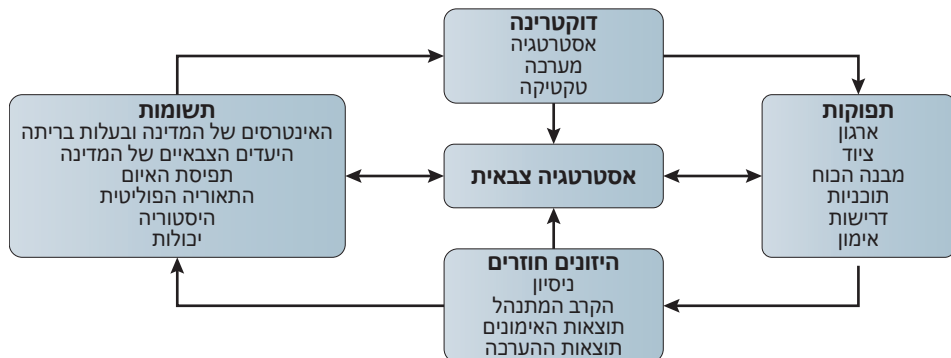 דוקטרינה
אסטרטגיה
מערכה
טקטיקה
תפוקות
ארגון
ציוד
מבנה הכוח
תוכניות
דרישות
אימון
אסטרטגיה צבאית
תשומות
האינטרסים של המדינה ובעלות בריתה
היעדים הצבאיים של המדינה
תפיסת האיום
התאוריה הפוליטית
היסטוריה
יכולות
היזונים חוזרים
ניסיון
הקרב המתנהל
תוצאות האימונים
תוצאות ההערכה